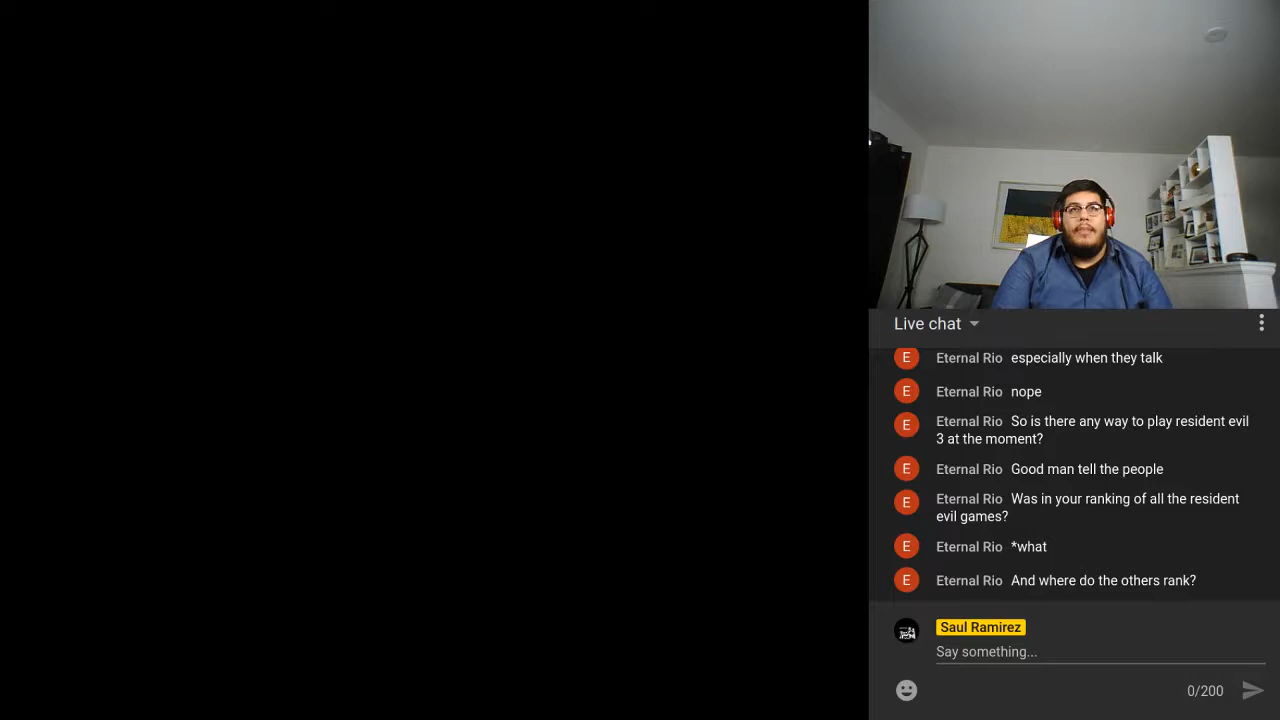 Live chat
E Eternal Rio especially when they talk
E Eternal Rio nope
E Eternal Rio So is there any way to play resident evil
3 at the moment?
E Eternal Rio Good man tell the people
E Eternal Rio Was in your ranking of all the resident
evil games?
E Eternal Rio *what
E Eternal Rio And where do the others rank?
Saul Ramirez
Say something...
0/200